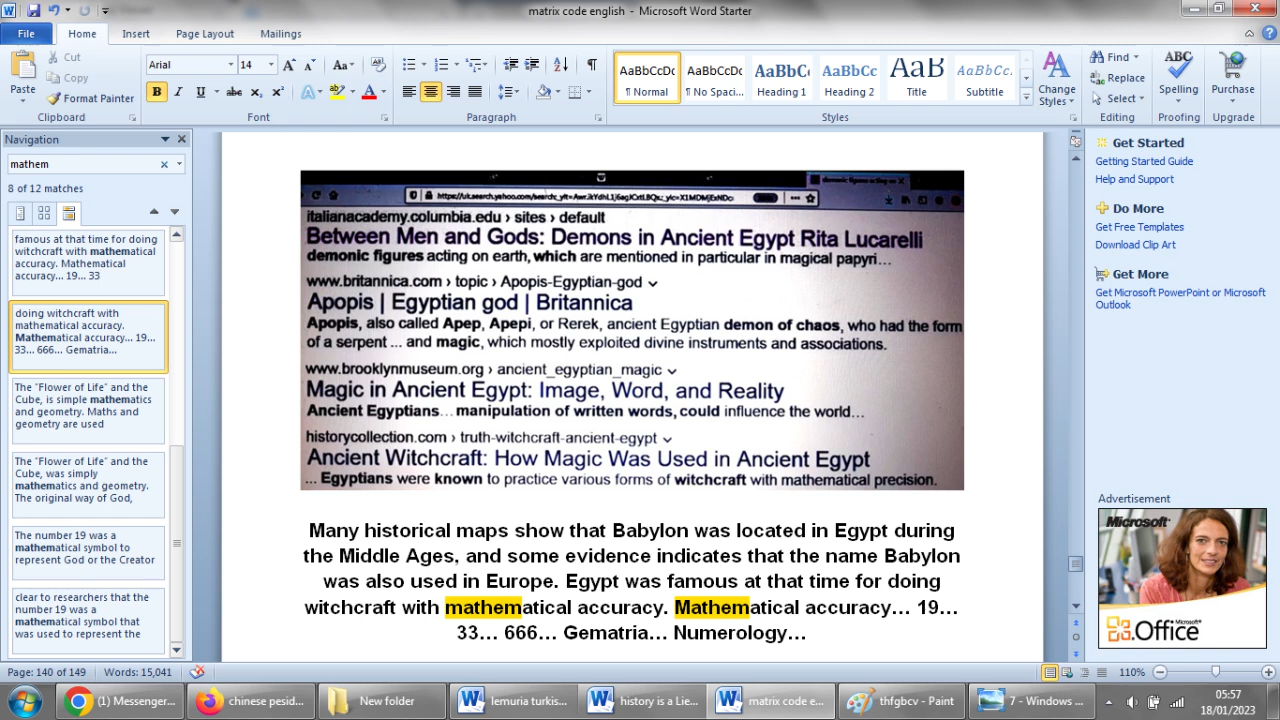 matrix code english - Microsoft Word Starter
File Home Insert Page Layout Mailings
Paste
Cut
Copy
Format Painter
Clipboard
Arial 14
Font
Paragraph
AaBbCcDc AaBbCcDc AaBbCc AaBbCc AaB AaBbCcC
¶ Normal ¶ No Spaci... Heading 1 Heading 2 Title Subtitle
Change
Styles
Styles
Find
Replace
Select
Editing
Spelling
Proofing
Purchase
Upgrade
Navigation
mathem
8 of 12 matches
famous at that time for doing
witchcraft with mathematical
accuracy. Mathematical
accuracy... 19... 33
doing witchcraft with
mathematical accuracy.
Mathematical accuracy... 19...
33... 666... Gematria...
The "Flower of Life" and the
Cube, is simple mathematics
and geometry. Maths and
geometry are used
The "Flower of Life" and the
Cube, was simply
mathematics and geometry.
The original way of God,
The number 19 was a
mathematical symbol to
represent God or the Creator
clear to researchers that the
number 19 was a
mathematical symbol that
was used to represent the
italianacademy.columbia.edu › sites › default
Between Men and Gods: Demons in Ancient Egypt Rita Lucarelli
demonic figures acting on earth, which are mentioned in particular in magical papyri...
www.britannica.com › topic › Apopis-Egyptian-god
Apopis | Egyptian god | Britannica
Apopis, also called Apep, Apepi, or Rerek, ancient Egyptian demon of chaos, who had the form
of a serpent ... and magic, which mostly exploited divine instruments and associations.
www.brooklynmuseum.org › ancient_egyptian_magic
Magic in Ancient Egypt: Image, Word, and Reality
Ancient Egyptians... manipulation of written words, could influence the world...
historycollection.com › truth-witchcraft-ancient-egypt
Ancient Witchcraft: How Magic Was Used in Ancient Egypt
... Egyptians were known to practice various forms of witchcraft with mathematical precision.
Many historical maps show that Babylon was located in Egypt during
the Middle Ages, and some evidence indicates that the name Babylon
was also used in Europe. Egypt was famous at that time for doing
witchcraft with mathematical accuracy. Mathematical accuracy... 19...
33... 666... Gematria... Numerology...
Get Started
Getting Started Guide
Help and Support
Do More
Get Free Templates
Download Clip Art
Get More
Get Microsoft PowerPoint or Microsoft
Outlook
Advertisement
Microsoft®
Office
Page: 140 of 149 Words: 15,041
110%
(1) Messenger... chinese pesid... New folder lemuria turkis... history is a Lie... matrix code e... thfgbcv - Paint 7 - Windows ...
05:57
18/01/2023